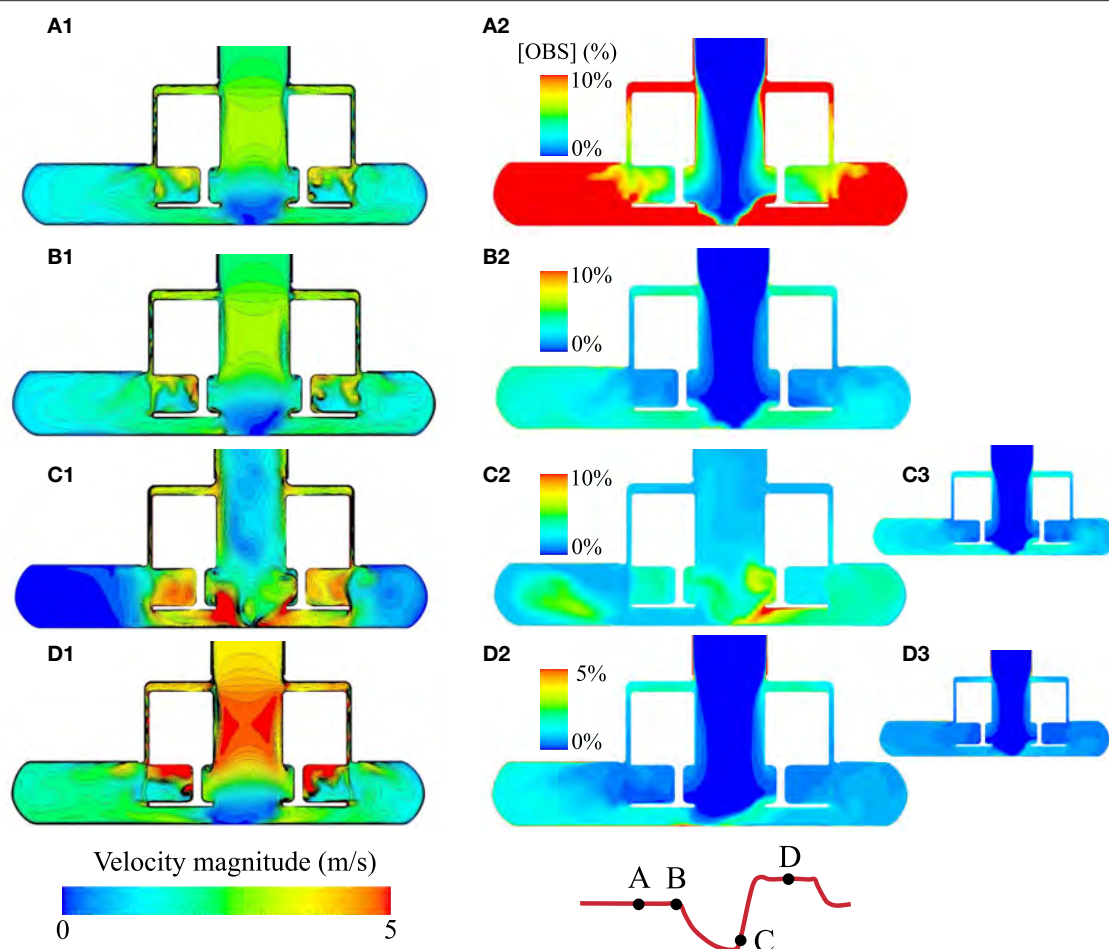 A1
A2
[OBS] (%)
10%
0%
B1
B2
10%
0%
C1
C2
10%
0%
C3
D1
D2
5%
0%
D3
Velocity magnitude (m/s)
0
5
A
B
C
D